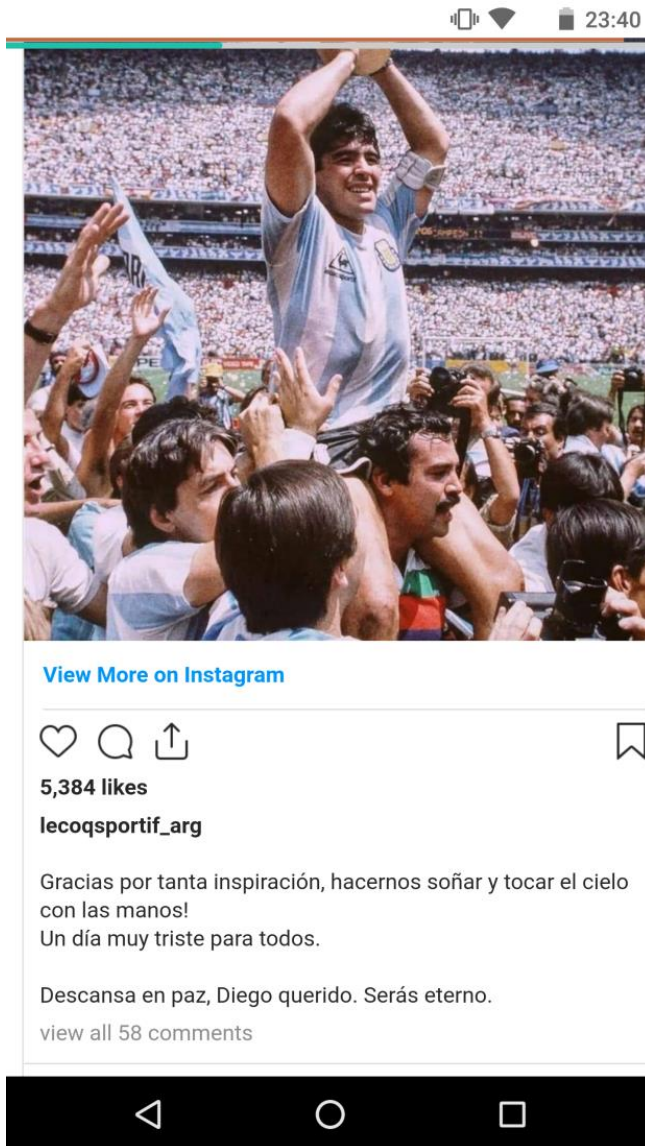 23:40
View More on Instagram
5,384 likes
lecoqsportif_arg
Gracias por tanta inspiración, hacernos soñar y tocar el cielo
con las manos!
Un día muy triste para todos.
Descansa en paz, Diego querido. Serás eterno.
view all 58 comments